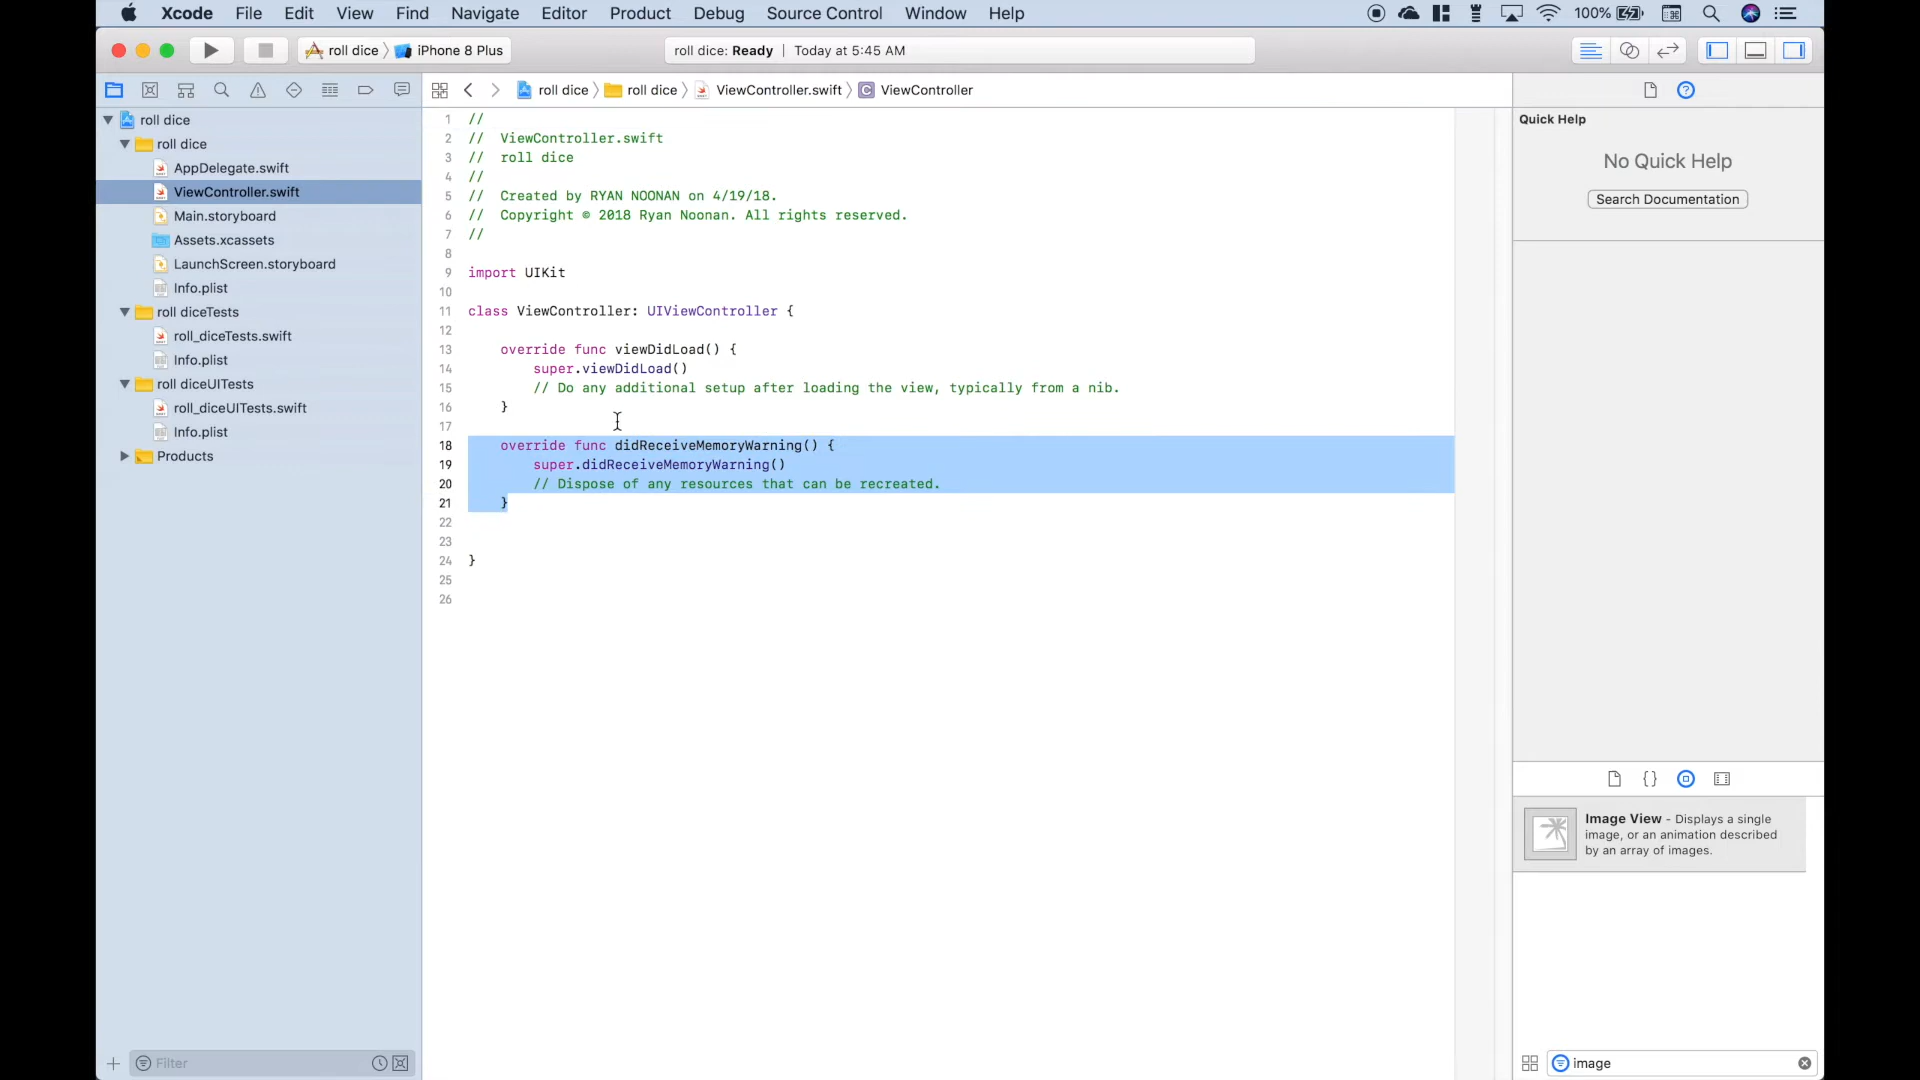 Xcode File Edit View Find Navigate Editor Product Debug Source Control Window Help 100%
roll dice iPhone 8 Plus
roll dice: Ready | Today at 5:45 AM
roll dice
roll dice
AppDelegate.swift
ViewController.swift
Main.storyboard
Assets.xcassets
LaunchScreen.storyboard
Info.plist
roll diceTests
roll_diceTests.swift
Info.plist
roll diceUITests
roll_diceUITests.swift
Info.plist
Products
Filter
roll dice roll dice ViewController.swift C ViewController
1 //
2 // ViewController.swift
3 // roll dice
4 //
5 // Created by RYAN NOONAN on 4/19/18.
6 // Copyright © 2018 Ryan Noonan. All rights reserved.
7 //
8
9 import UIKit
10
11 class ViewController: UIViewController {
12
13 override func viewDidLoad() {
14 super.viewDidLoad()
15 // Do any additional setup after loading the view, typically from a nib.
16 }
17
18 override func didReceiveMemoryWarning() {
19 super.didReceiveMemoryWarning()
20 // Dispose of any resources that can be recreated.
21 }
22
23
24 }
25
26
Quick Help
No Quick Help
Search Documentation
{}
Image View - Displays a single
image, or an animation described
by an array of images.
image